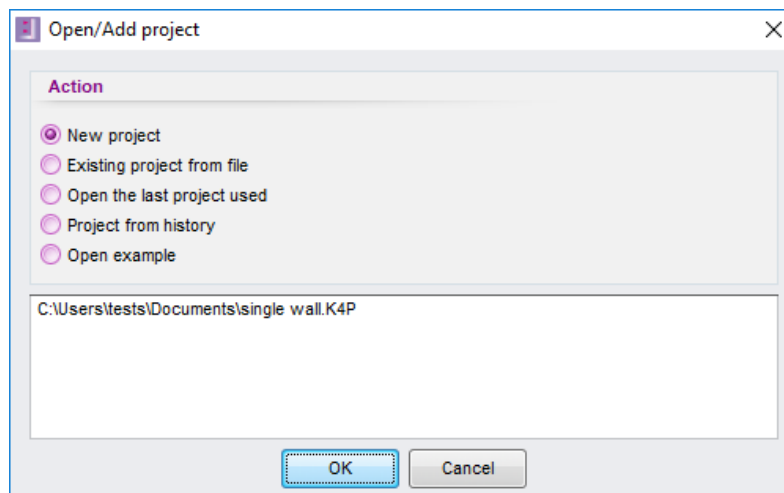 Open/Add project
Action
New project
Existing project from file
Open the last project used
Project from history
Open example
C:\Users\tests\Documents\single wall.K4P
OK
Cancel